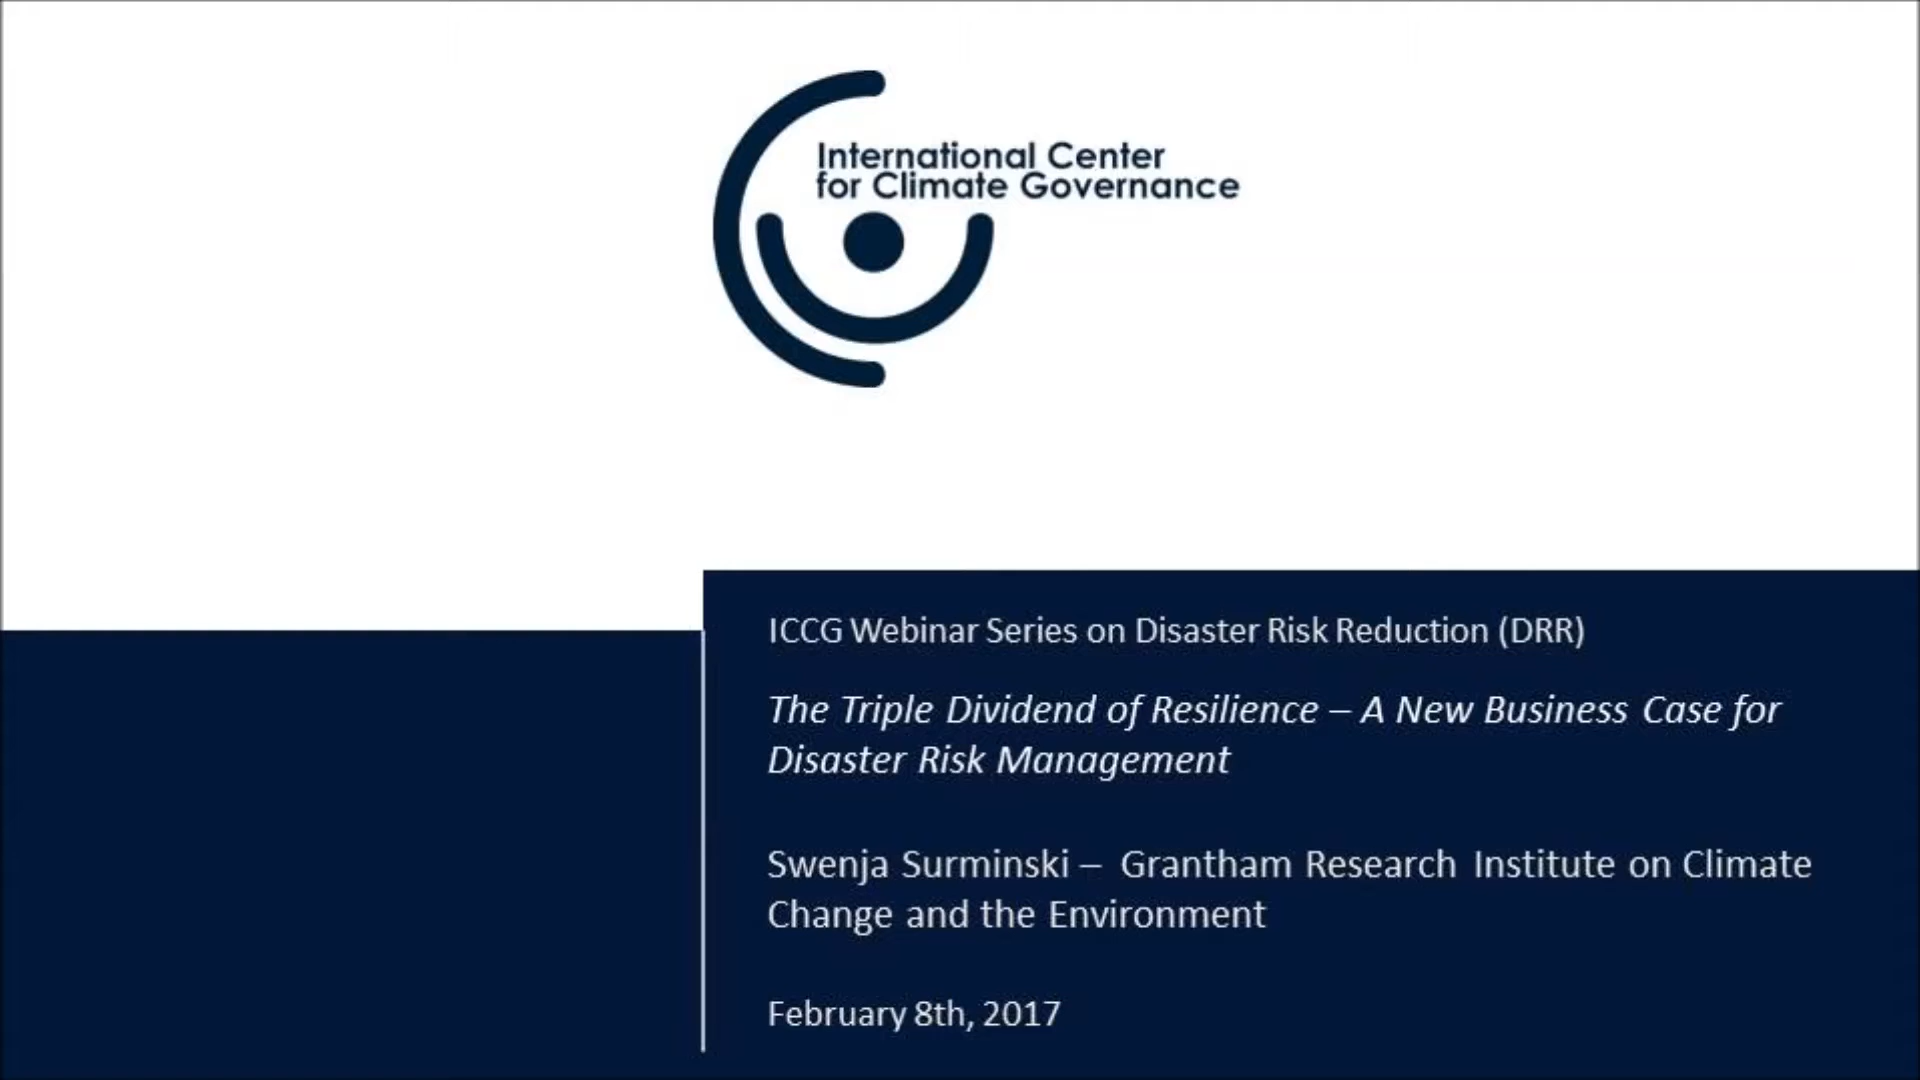 International Center
for Climate Governance
ICCG Webinar Series on Disaster Risk Reduction (DRR)
The Triple Dividend of Resilience – A New Business Case for
Disaster Risk Management
Swenja Surminski – Grantham Research Institute on Climate
Change and the Environment
February 8th, 2017